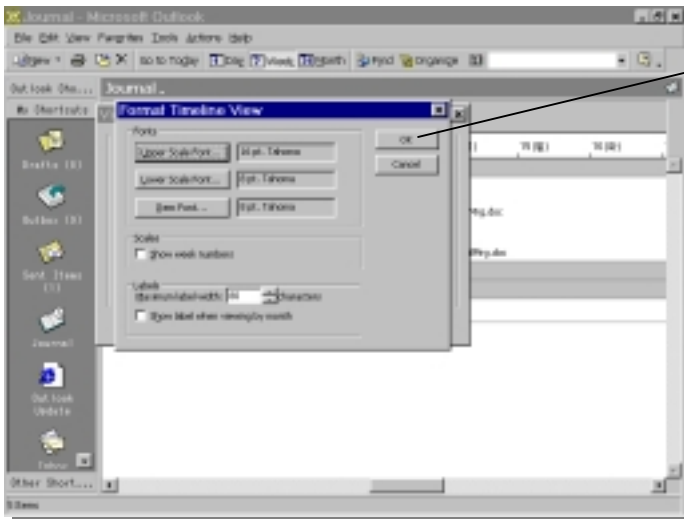 Journal - Microsoft Outlook
File Edit View Favorites Tools Actions Help
New Go to Today Day Week Month Find Organize
Outlook Sho... Journal.
My Shortcuts
Drafts (0)
Outbox (0)
Sent Items
(1)
Journal
Outlook
Update
Inbox
Other Short...
Format Timeline View
Fonts
Upper Scale Font...
Tahoma
Lower Scale Font...
8 pt. Tahoma
Item Font...
8 pt. Tahoma
OK
Cancel
Scales
Show week numbers
Labels
Maximum label width: characters
Show label when viewing by month
Items